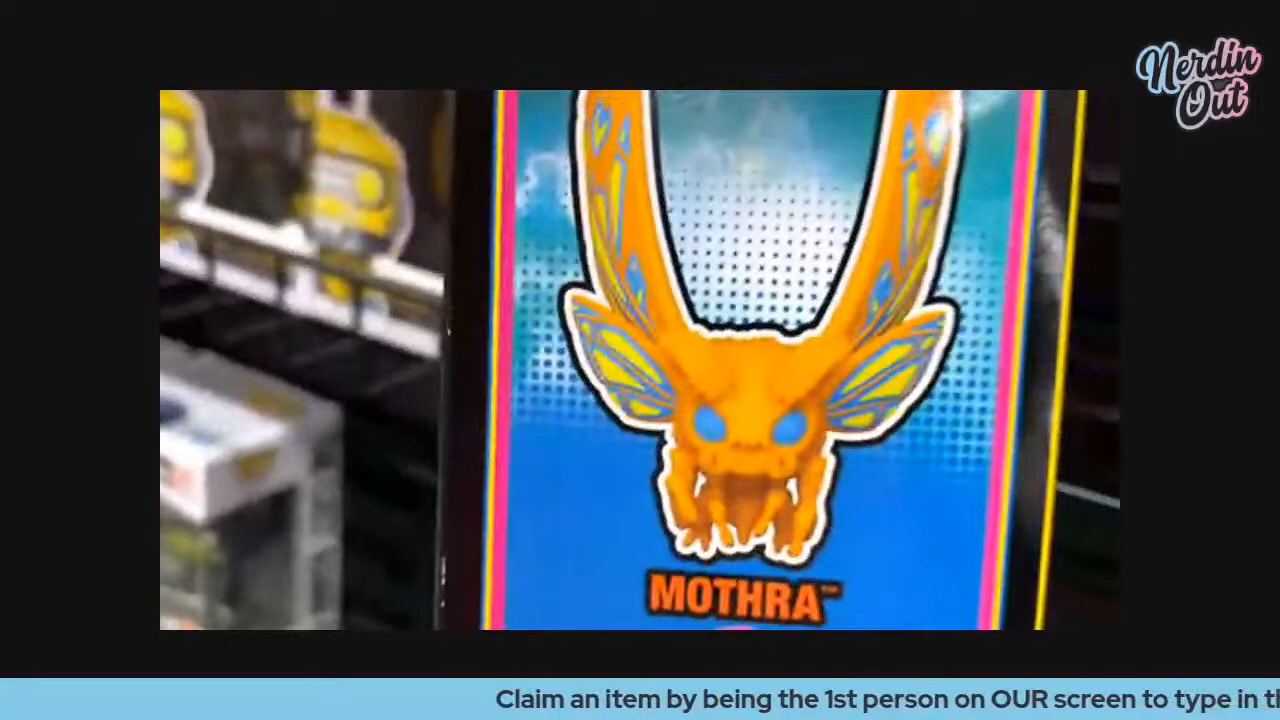 Nerdin
Out
MOTHRA™
Claim an item by being the 1st person on OUR screen to type in th